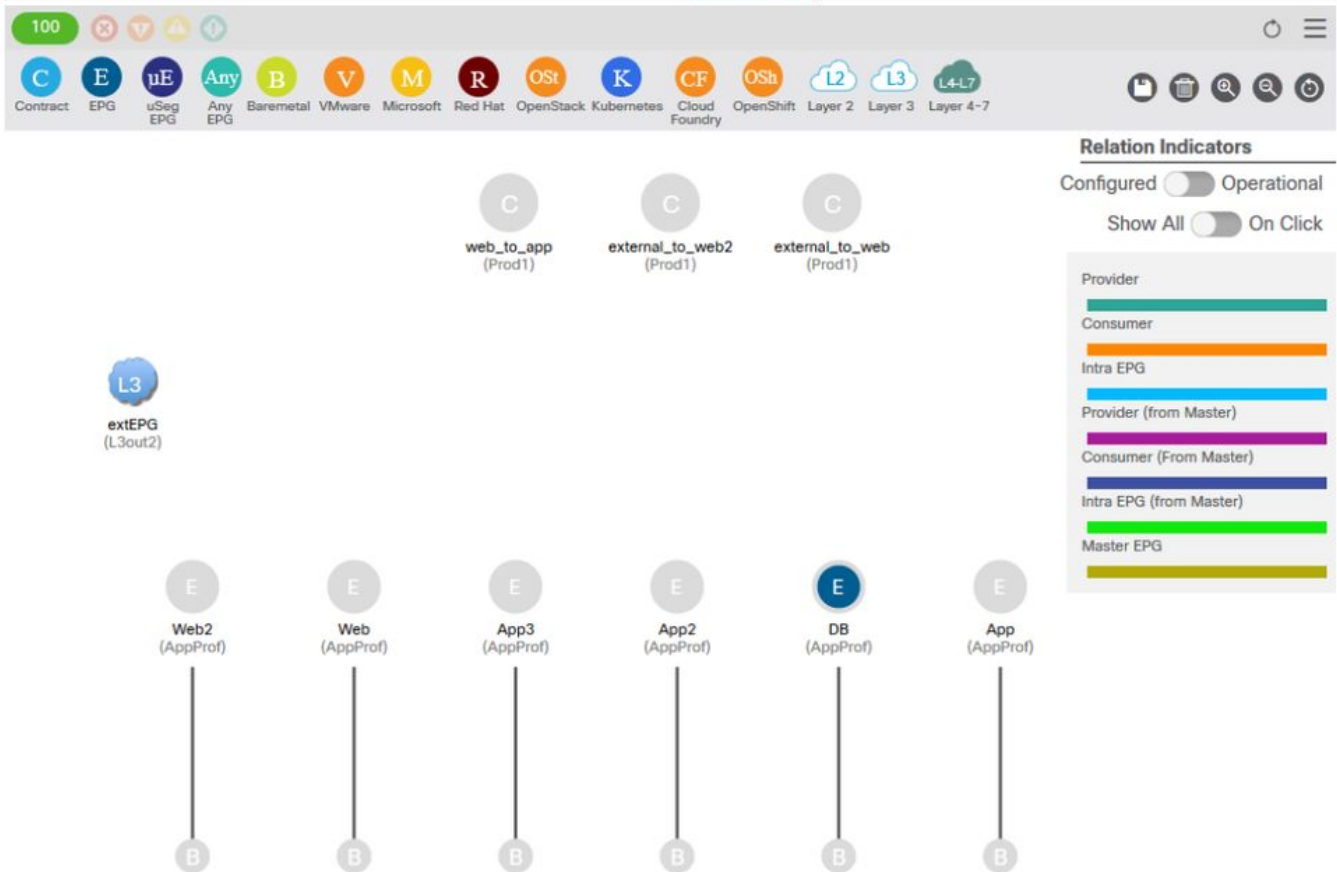 100
C E µE Any B V M R OSt K CF OSh L2 L3 L4-L7
Contract EPG uSeg EPG Any EPG Baremetal VMware Microsoft Red Hat OpenStack Kubernetes Cloud Foundry OpenShift Layer 2 Layer 3 Layer 4-7
Relation Indicators
Configured Operational
Show All On Click
C C C
web_to_app external_to_web2 external_to_web
(Prod1) (Prod1) (Prod1)
Provider
Consumer
Intra EPG
Provider (from Master)
Consumer (From Master)
Intra EPG (from Master)
Master EPG
L3
extEPG
(L3out2)
E E E E E E
Web2 Web App3 App2 DB App
(AppProf) (AppProf) (AppProf) (AppProf) (AppProf) (AppProf)
B B B B B B